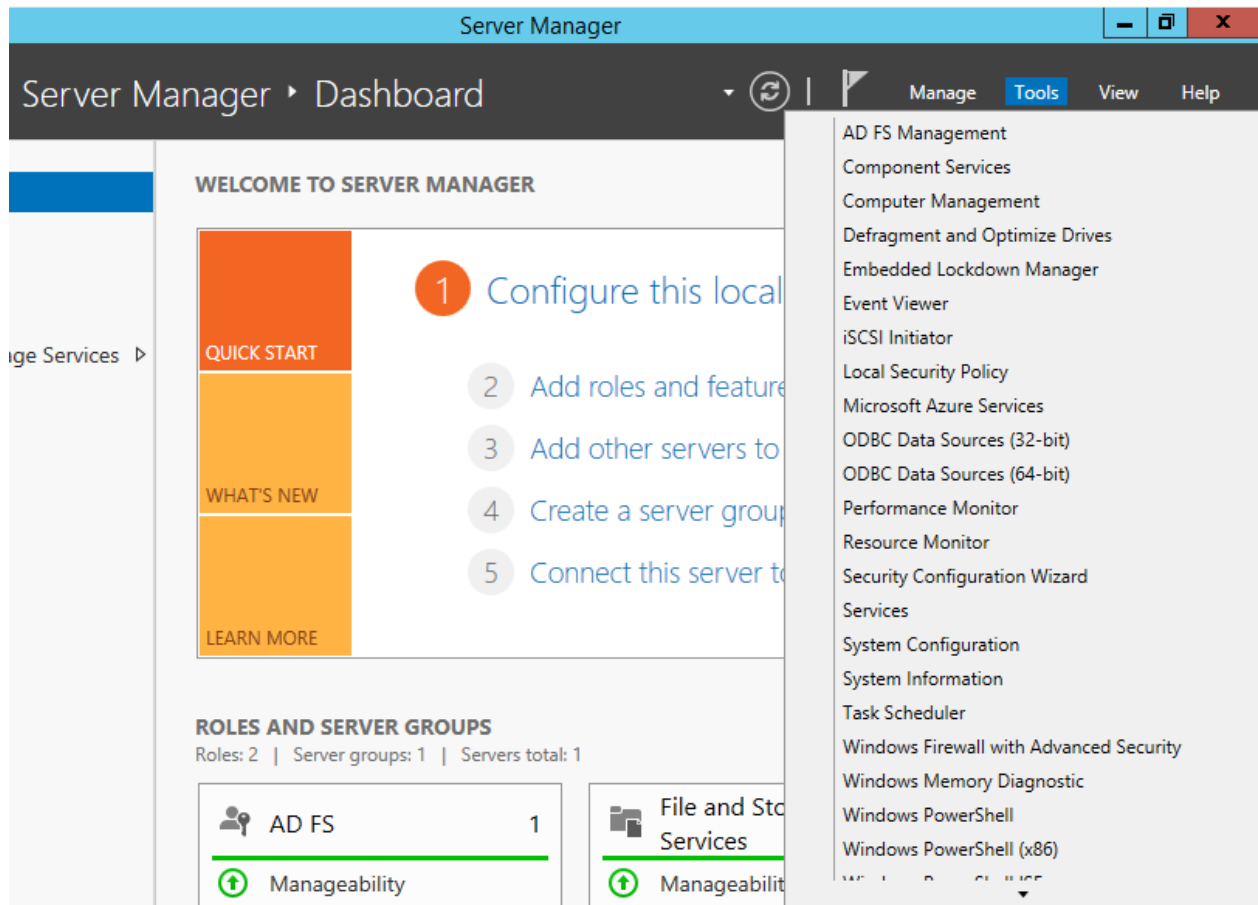 Server Manager
Server Manager ‣ Dashboard
Manage Tools View Help
AD FS Management
Component Services
Computer Management
Defragment and Optimize Drives
Embedded Lockdown Manager
Event Viewer
iSCSI Initiator
Local Security Policy
Microsoft Azure Services
ODBC Data Sources (32-bit)
ODBC Data Sources (64-bit)
Performance Monitor
Resource Monitor
Security Configuration Wizard
Services
System Configuration
System Information
Task Scheduler
Windows Firewall with Advanced Security
Windows Memory Diagnostic
Windows PowerShell
Windows PowerShell (x86)
Services
WELCOME TO SERVER MANAGER
QUICK START
WHAT'S NEW
LEARN MORE
1 Configure this local
2 Add roles and feature
3 Add other servers to
4 Create a server group
5 Connect this server to
ROLES AND SERVER GROUPS
Roles: 2 | Server groups: 1 | Servers total: 1
AD FS 1
Manageability
File and Sto
Services
Manageabilit